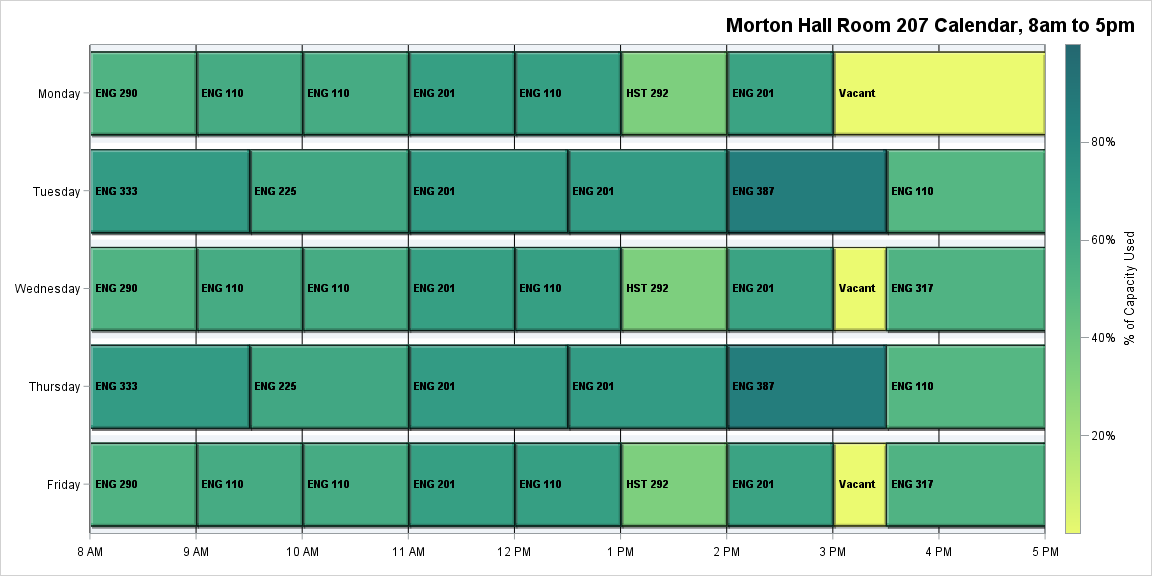 Morton Hall Room 207 Calendar, 8am to 5pm
Monday ENG 290 ENG 110 ENG 110 ENG 201 ENG 110 HST 292 ENG 201 Vacant
80%
Tuesday ENG 333 ENG 225 ENG 201 ENG 201 ENG 387 ENG 110
60%
% of Capacity Used
Wednesday ENG 290 ENG 110 ENG 110 ENG 201 ENG 110 HST 292 ENG 201 Vacant ENG 317
40%
Thursday ENG 333 ENG 225 ENG 201 ENG 201 ENG 387 ENG 110
20%
Friday ENG 290 ENG 110 ENG 110 ENG 201 ENG 110 HST 292 ENG 201 Vacant ENG 317
8 AM 9 AM 10 AM 11 AM 12 PM 1 PM 2 PM 3 PM 4 PM 5 PM